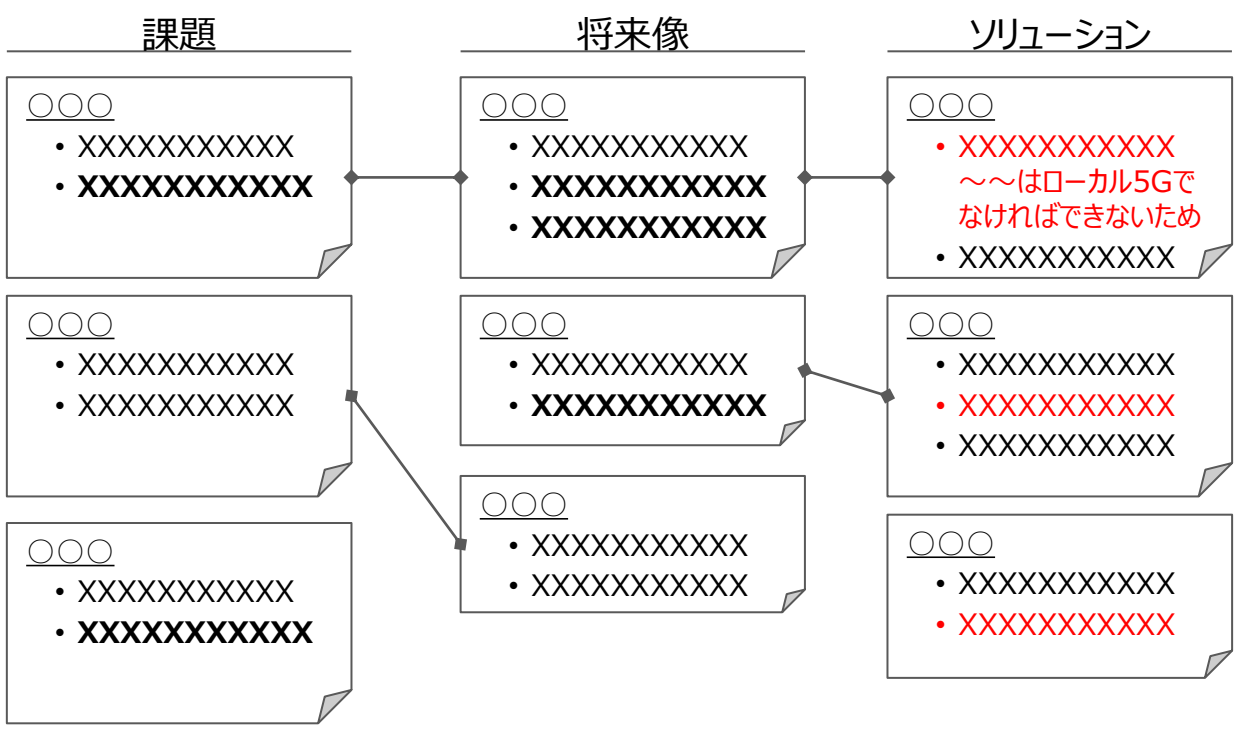 課題
〇〇〇
• XXXXXXXXXXX
• XXXXXXXXXXX
〇〇〇
• XXXXXXXXXXX
• XXXXXXXXXXX
〇〇〇
• XXXXXXXXXXX
• XXXXXXXXXXX
将来像
〇〇〇
• XXXXXXXXXXX
• XXXXXXXXXXX
• XXXXXXXXXXX
〇〇〇
• XXXXXXXXXXX
• XXXXXXXXXXX
〇〇〇
• XXXXXXXXXXX
• XXXXXXXXXXX
ソリューション
〇〇〇
• XXXXXXXXXXX
～～はローカル5Gで
なければできないため
• XXXXXXXXXXX
〇〇〇
• XXXXXXXXXXX
• XXXXXXXXXXX
• XXXXXXXXXXX
〇〇〇
• XXXXXXXXXXX
• XXXXXXXXXXX